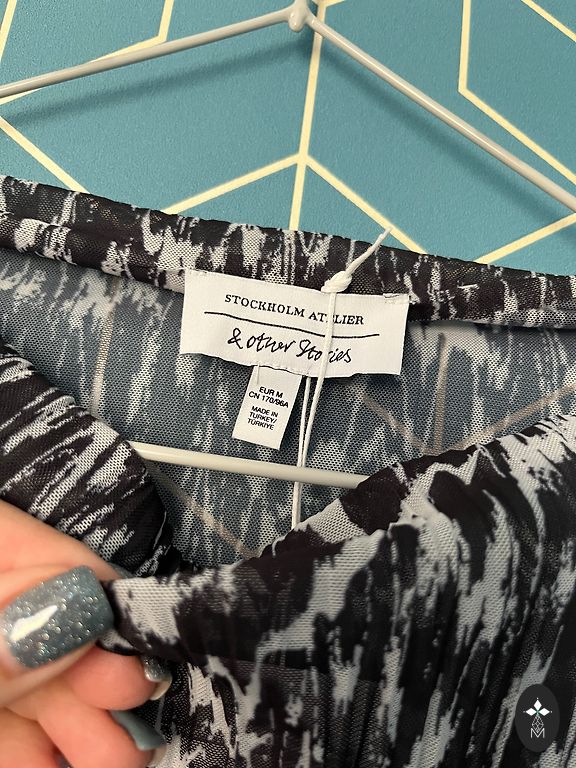 STOCKHOLM ATELIER
& other Stories
EUR M
CN 170/96A
MADE IN
TURKEY/
TÜRKIYE
M